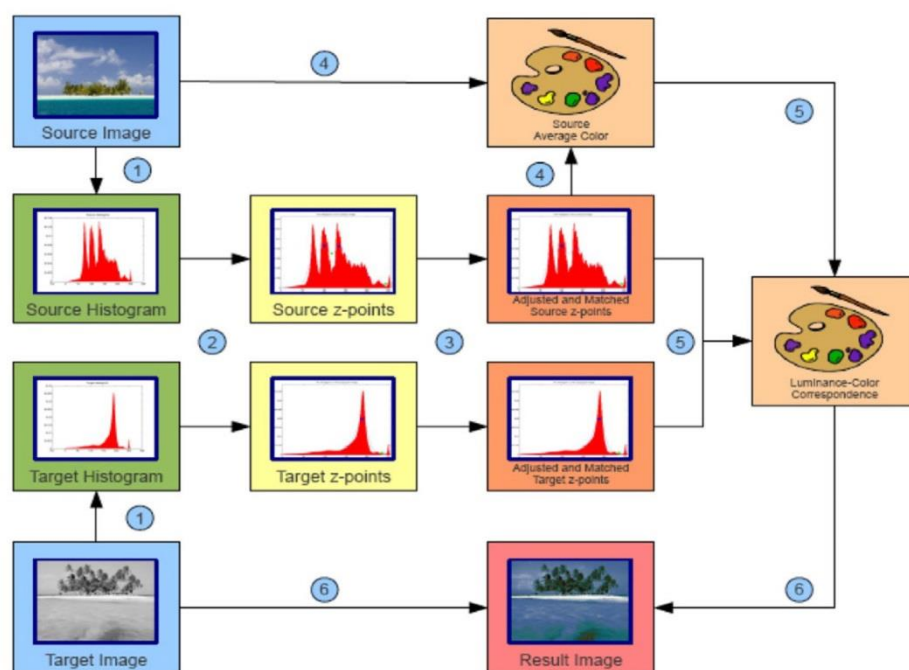 4
Source Image
Source
Average Color
5
1
4
Source Histogram
Source z-points
Adjusted and Matched
Source z-points
2
3
5
Luminance-Color
Correspondence
Target Histogram
Target z-points
Adjusted and Matched
Target z-points
1
6
6
Target Image
Result Image